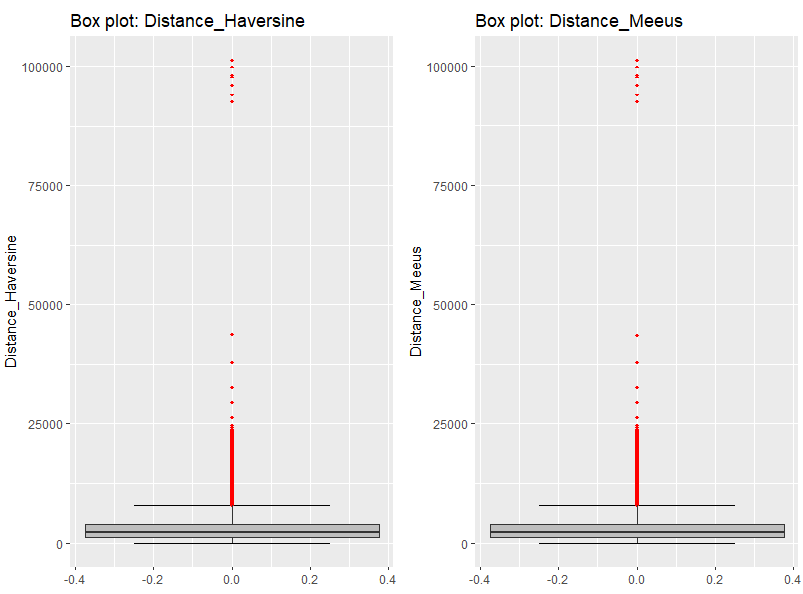 Box plot: Distance_Haversine
Distance_Haversine
100000
75000
50000
25000
0
-0.4 -0.2 0.0 0.2 0.4
Box plot: Distance_Meeus
Distance_Meeus
100000
75000
50000
25000
0
-0.4 -0.2 0.0 0.2 0.4